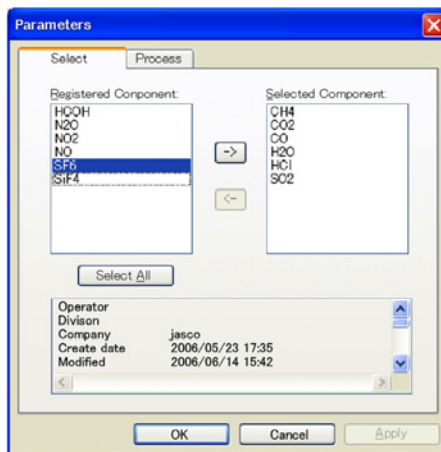 Parameters
Select Process
Registered Conponent: Selected Component:
HCOH
N2O
NO2
NO
SF6
SiF4
->
<-
CH4
CO2
CO
H2O
HCl
SO2
Select All
Operator
Divison
Company jasco
Create date 2006/05/23 17:35
Modified 2006/06/14 15:42
OK Cancel Apply